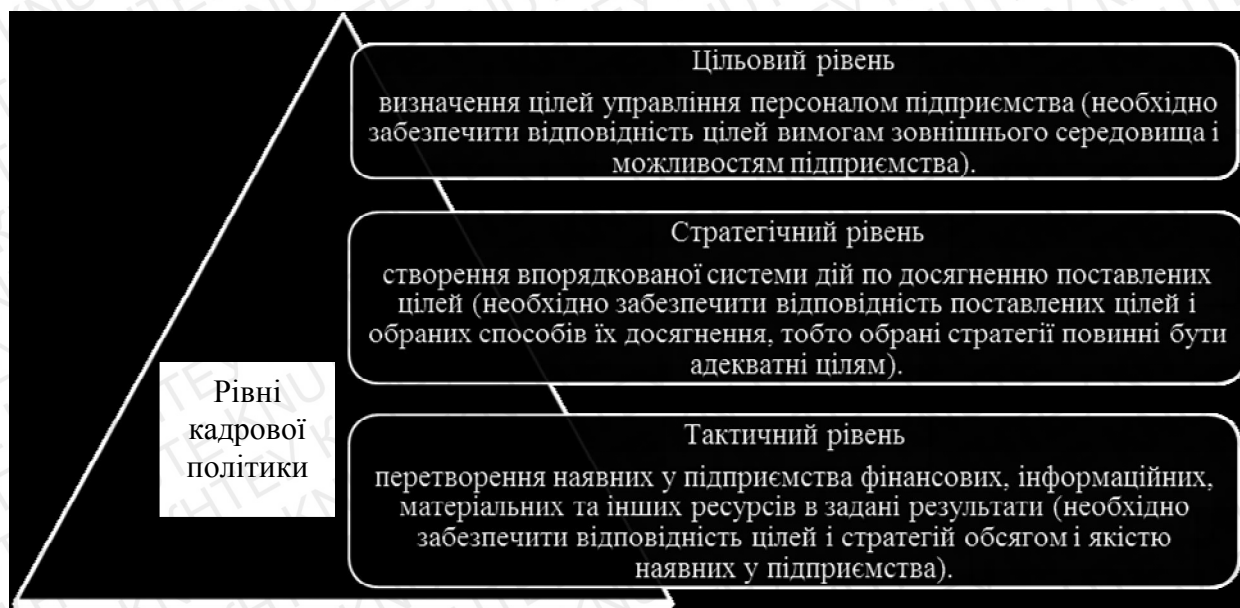 Цільовий рівень
визначення цілей управління персоналом підприємства (необхідно
забезпечити відповідність цілей вимогам зовнішнього середовища і
можливостям підприємства).
Стратегічний рівень
створення впорядкованої системи дій по досягненню поставлених
цілей (необхідно забезпечити відповідність поставлених цілей і
обраних способів їх досягнення, тобто обрані стратегії повинні бути
адекватні цілям).
Рівні
кадрової
політики
Тактичний рівень
перетворення наявних у підприємства фінансових, інформаційних,
матеріальних та інших ресурсів в задані результати (необхідно
забезпечити відповідність цілей і стратегій обсягом і якістю
наявних у підприємства).